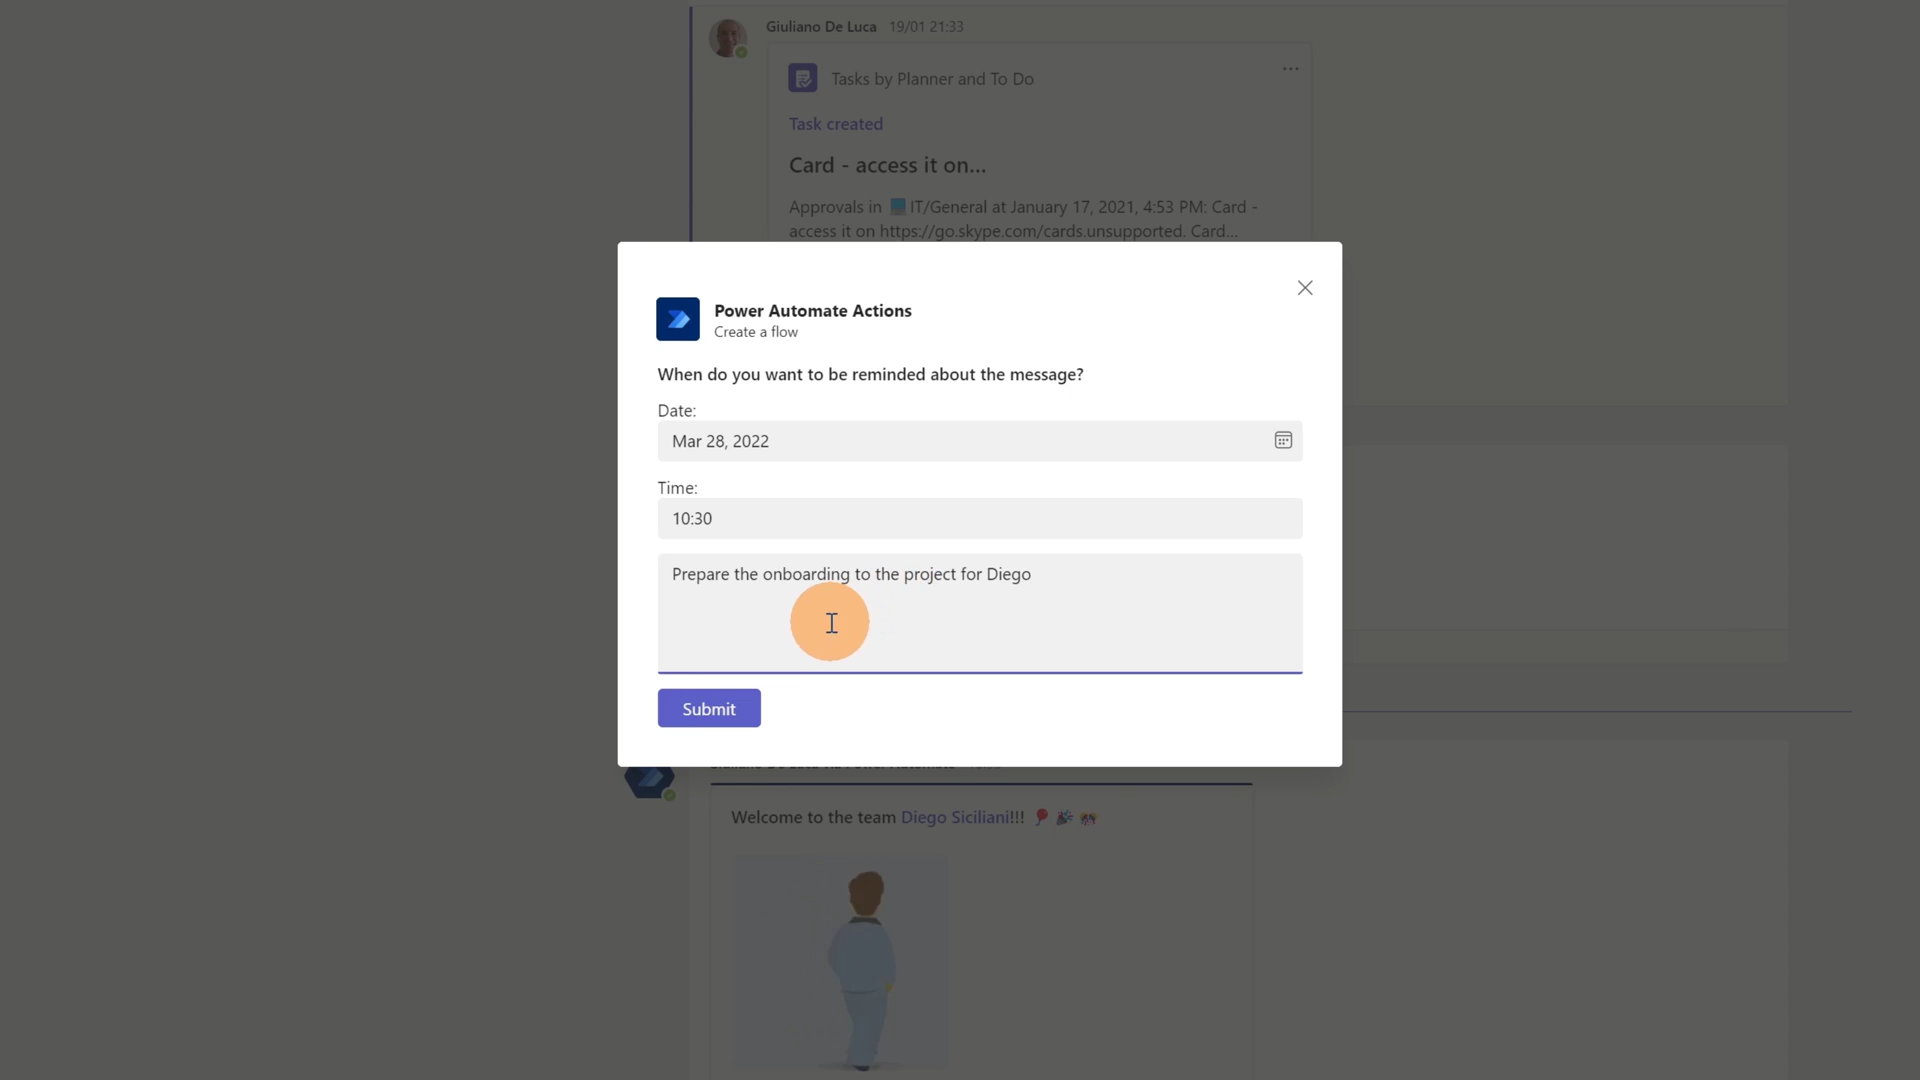 Giuliano De Luca 19/01 21:33
Tasks by Planner and To Do
Task created
Card - access it on...
Approvals in IT/General at January 17, 2021, 4:53 PM: Card -
access it on https://go.skype.com/cards.unsupported. Card...
Power Automate Actions
Create a flow
When do you want to be reminded about the message?
Date:
Mar 28, 2022
Time:
10:30
Prepare the onboarding to the project for Diego
Submit
Welcome to the team Diego Siciliani!!!